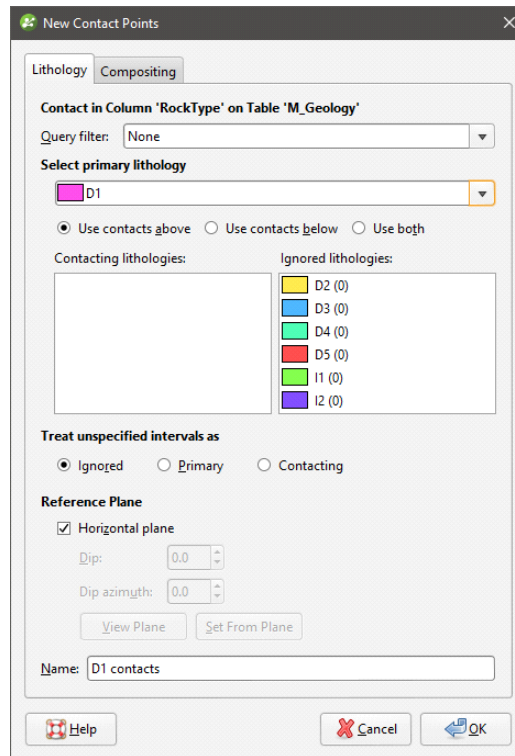 New Contact Points
Lithology Compositing
Contact in Column 'RockType' on Table 'M_Geology'
Query filter: None
Select primary lithology
D1
Use contacts above Use contacts below Use both
Contacting lithologies: Ignored lithologies:
D2 (0)
D3 (0)
D4 (0)
D5 (0)
I1 (0)
I2 (0)
Treat unspecified intervals as
Ignored Primary Contacting
Reference Plane
Horizontal plane
Dip: 0.0
Dip azimuth: 0.0
View Plane Set From Plane
Name: D1 contacts
Help Cancel OK